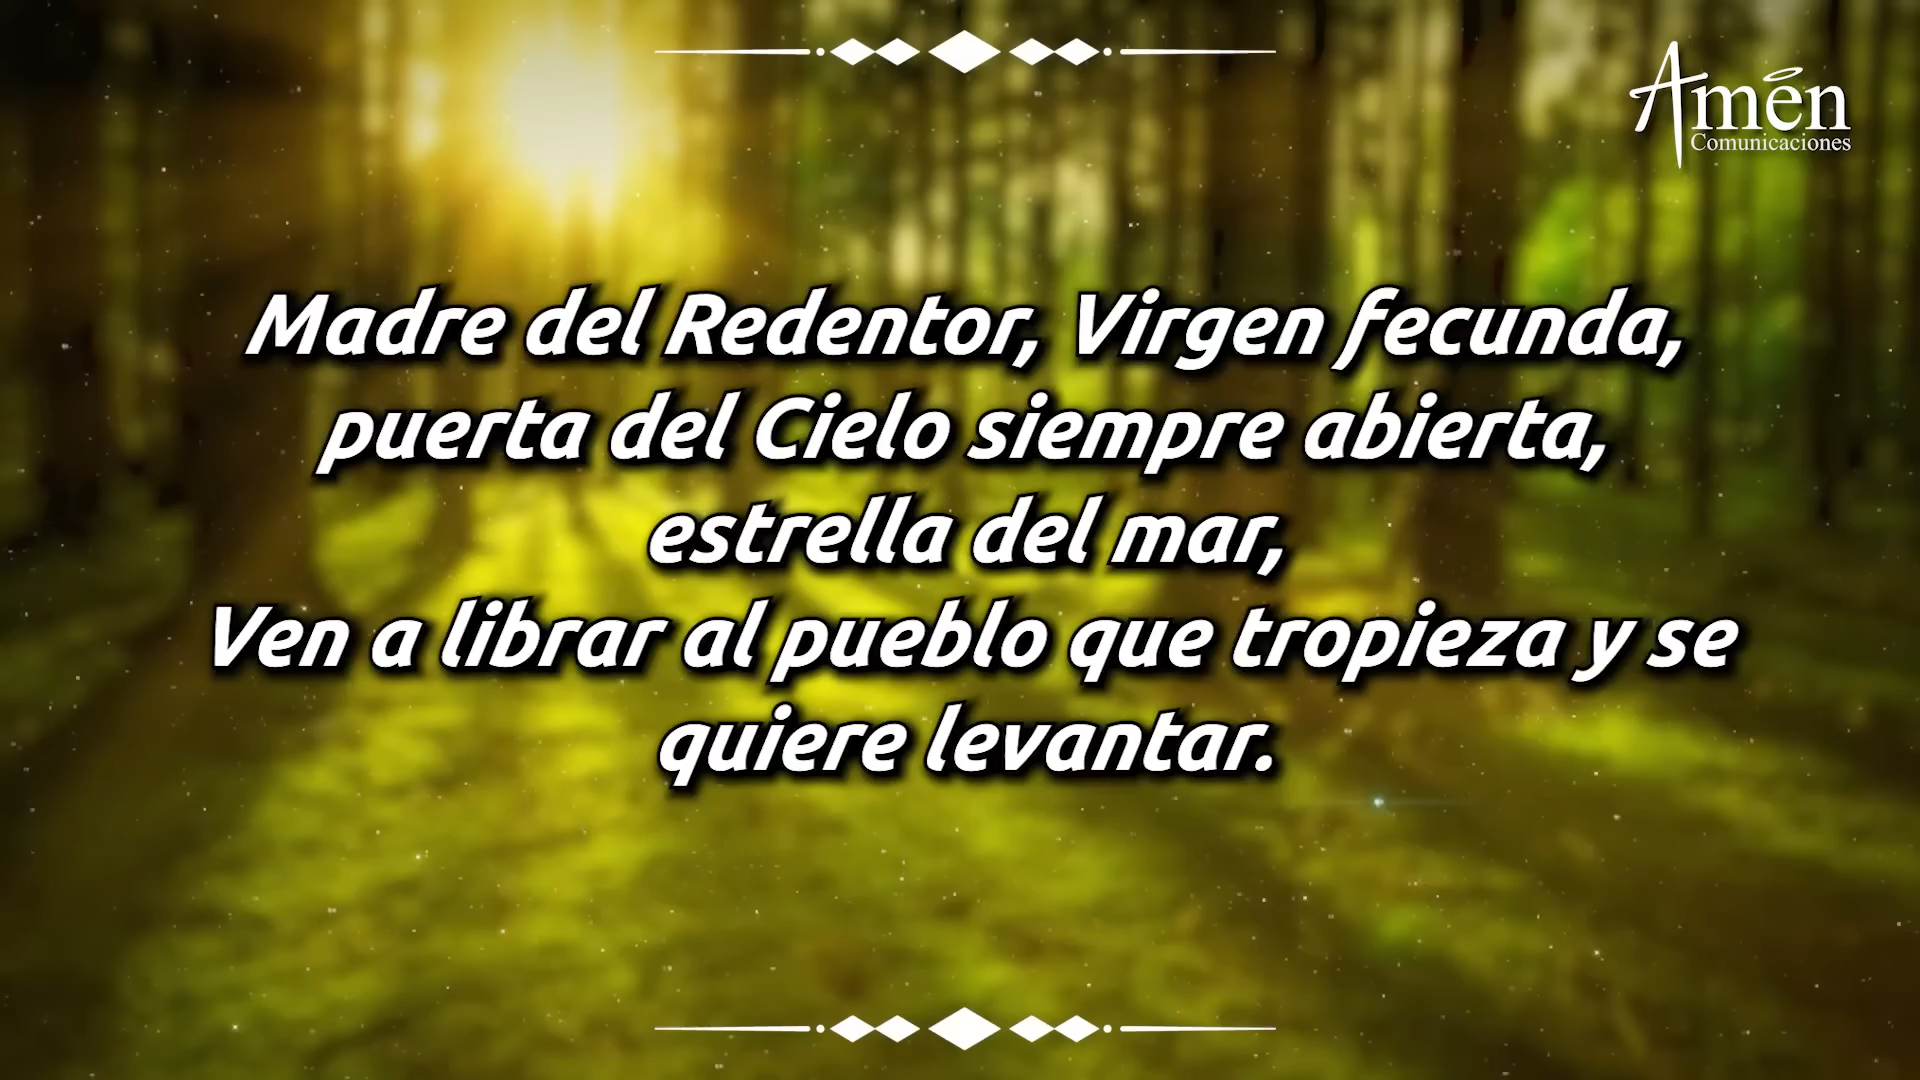 Amén
Comunicaciones
Madre del Redentor, Virgen fecunda,
puerta del Cielo siempre abierta,
estrella del mar,
Ven a librar al pueblo que tropieza y se
quiere levantar.